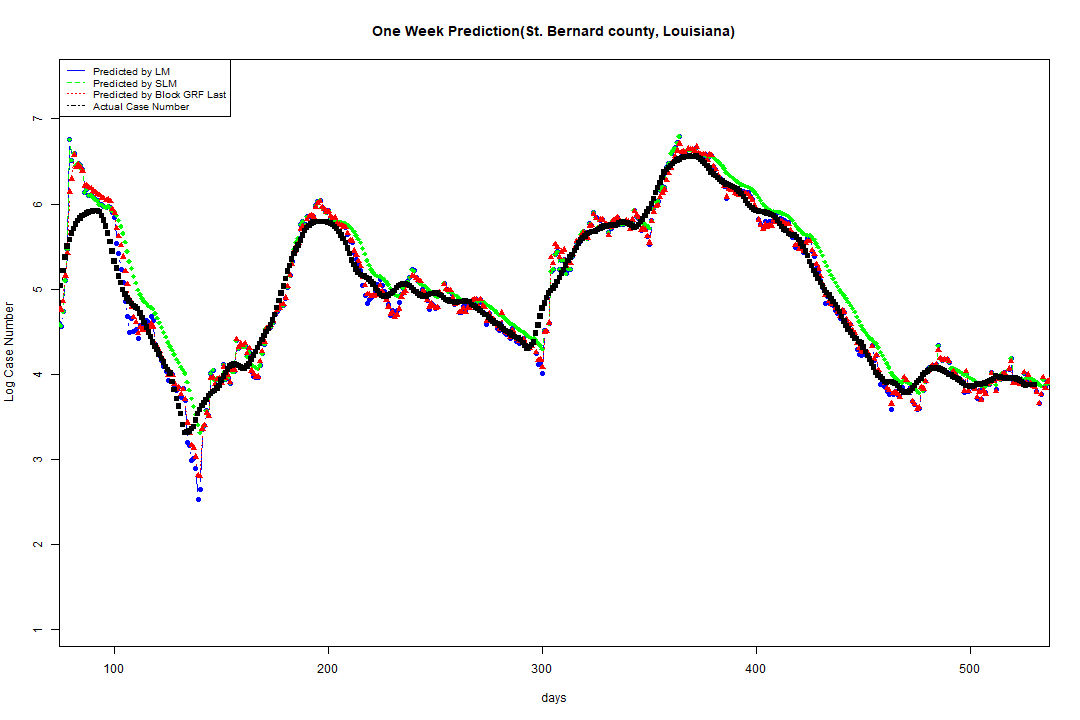 One Week Prediction(St. Bernard county, Louisiana)
Predicted by LM
Predicted by SLM
Predicted by Block GRF Last
Actual Case Number
7
6
5
4
3
2
1
Log Case Number
100 200 300 400 500
days